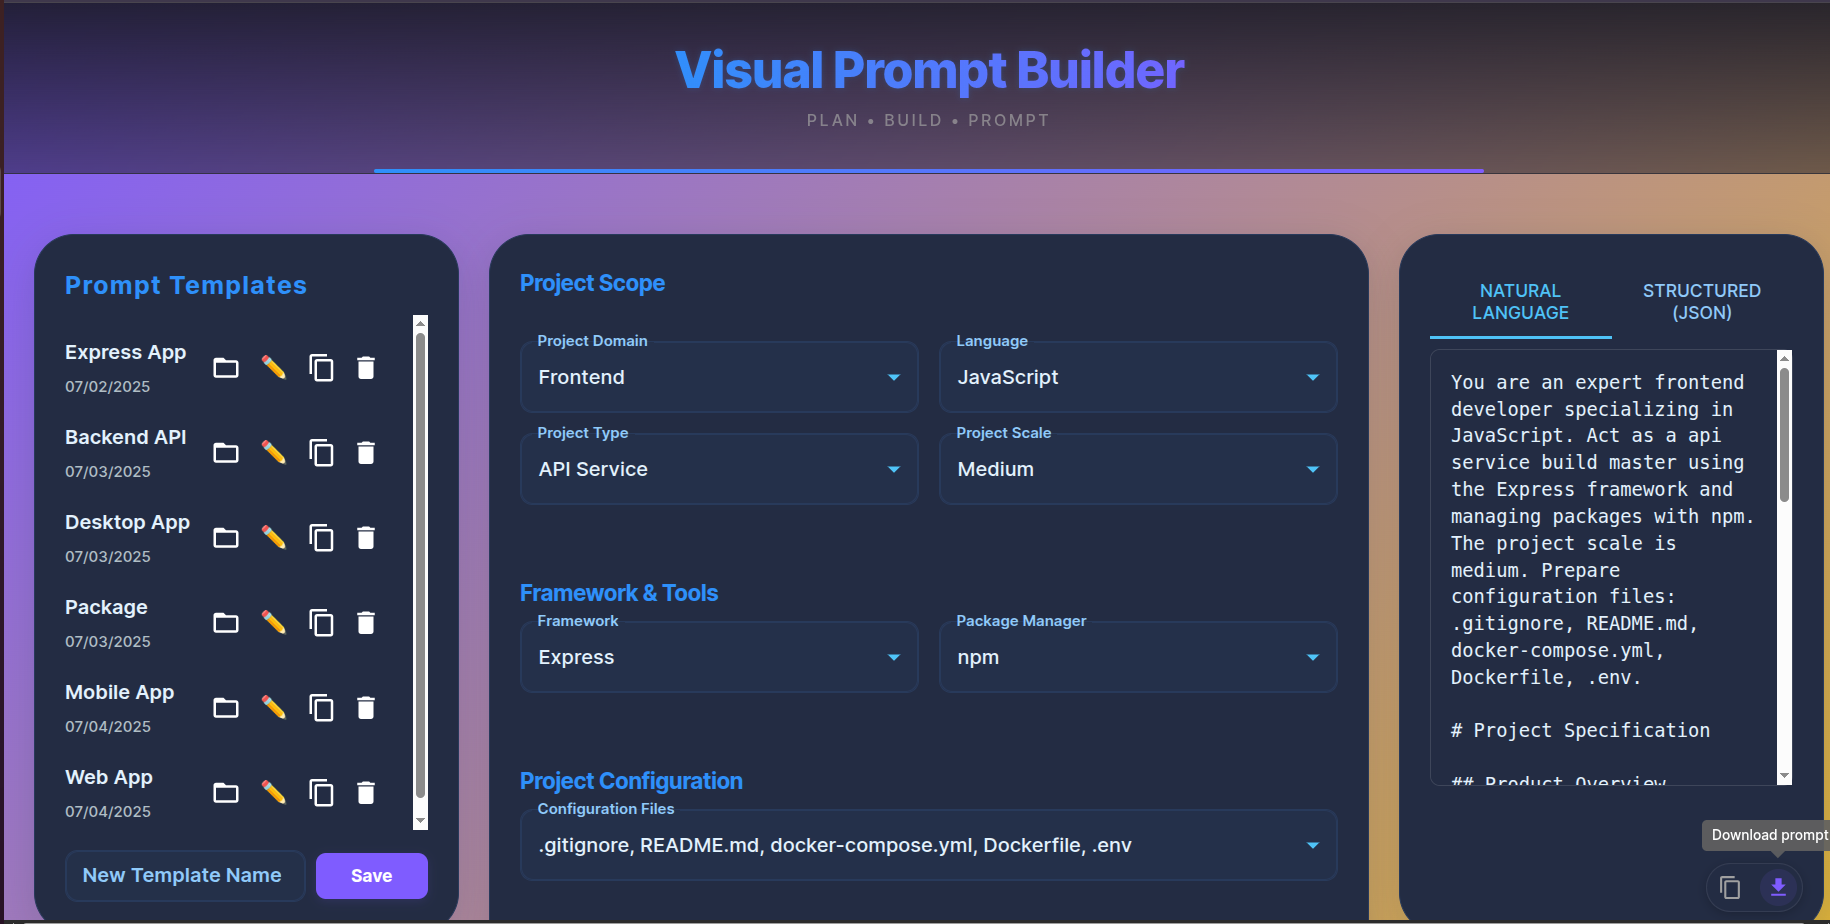 Visual Prompt Builder
PLAN • BUILD • PROMPT
Prompt Templates
Express App
07/02/2025
Backend API
07/03/2025
Desktop App
07/03/2025
Package
07/03/2025
Mobile App
07/04/2025
Web App
07/04/2025
New Template Name
Save
Project Scope
Project Domain
Frontend
Language
JavaScript
Project Type
API Service
Project Scale
Medium
Framework & Tools
Framework
Express
Package Manager
npm
Project Configuration
Configuration Files
.gitignore, README.md, docker-compose.yml, Dockerfile, .env
NATURAL
LANGUAGE
STRUCTURED
(JSON)
You are an expert frontend
developer specializing in
JavaScript. Act as a api
service build master using
the Express framework and
managing packages with npm.
The project scale is
medium. Prepare
configuration files:
.gitignore, README.md,
docker-compose.yml,
Dockerfile, .env.
# Project Specification
## Product Overview
Download prompt